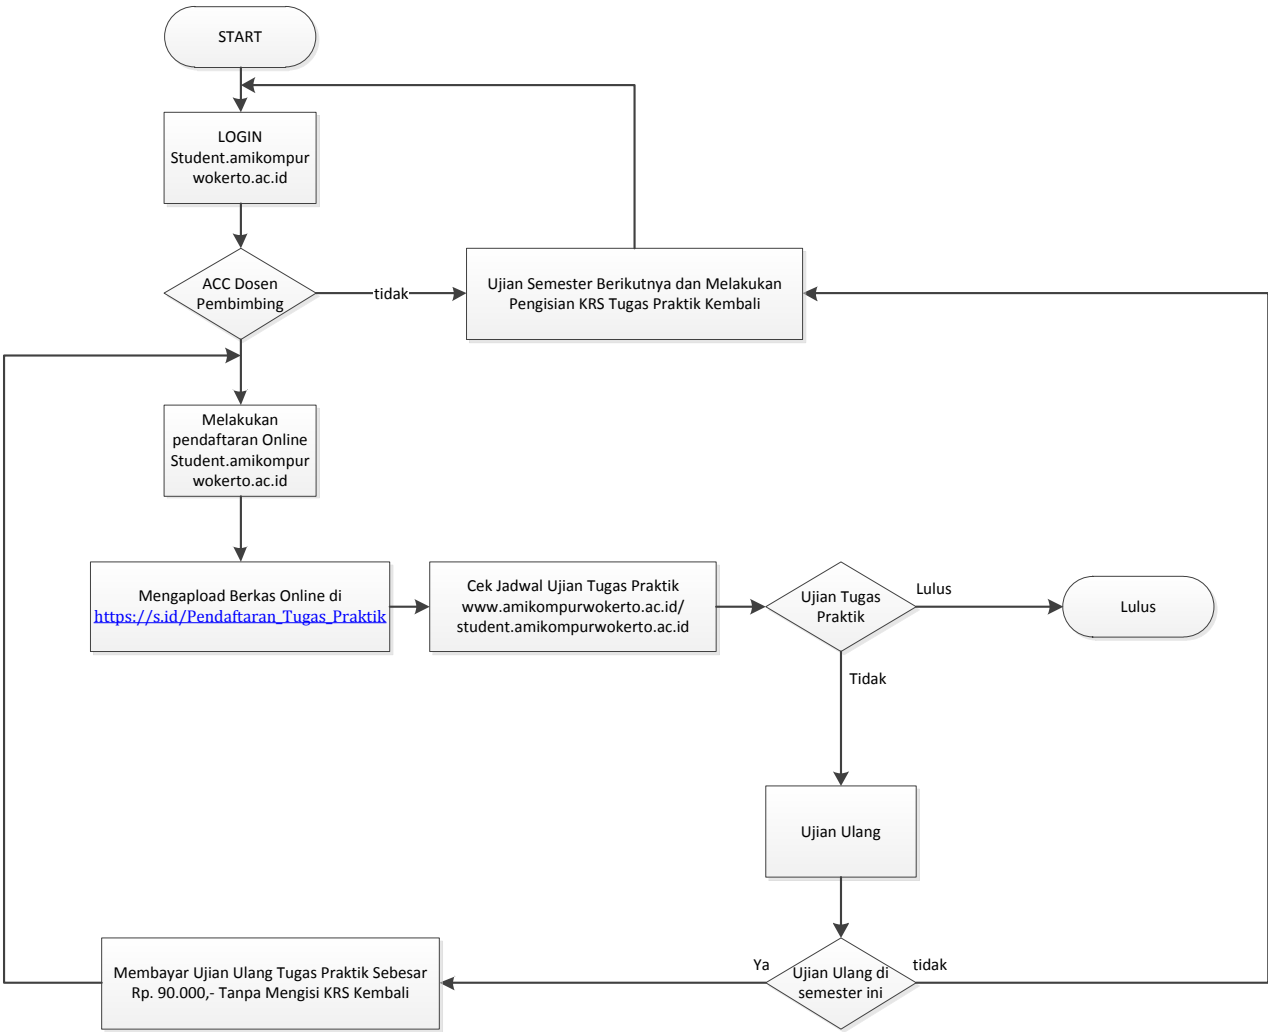 START
LOGIN
Student.amikompur
wokerto.ac.id
ACC Dosen
Pembimbing
tidak
Ujian Semester Berikutnya dan Melakukan
Pengisian KRS Tugas Praktik Kembali
Melakukan
pendaftaran Online
Student.amikompur
wokerto.ac.id
Mengapload Berkas Online di
https://s.id/Pendaftaran_Tugas_Praktik
Cek Jadwal Ujian Tugas Praktik
www.amikompurwokerto.ac.id/
student.amikompurwokerto.ac.id
Ujian Tugas
Praktik
Lulus
Lulus
Tidak
Ujian Ulang
Ujian Ulang di
semester ini
Ya
tidak
Membayar Ujian Ulang Tugas Praktik Sebesar
Rp. 90.000,- Tanpa Mengisi KRS Kembali